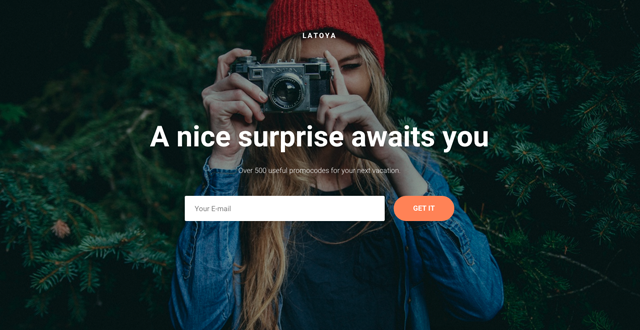 LATOYA
A nice surprise awaits you
Over 500 useful promocodes for your next vacation.
Your E-mail
GET IT